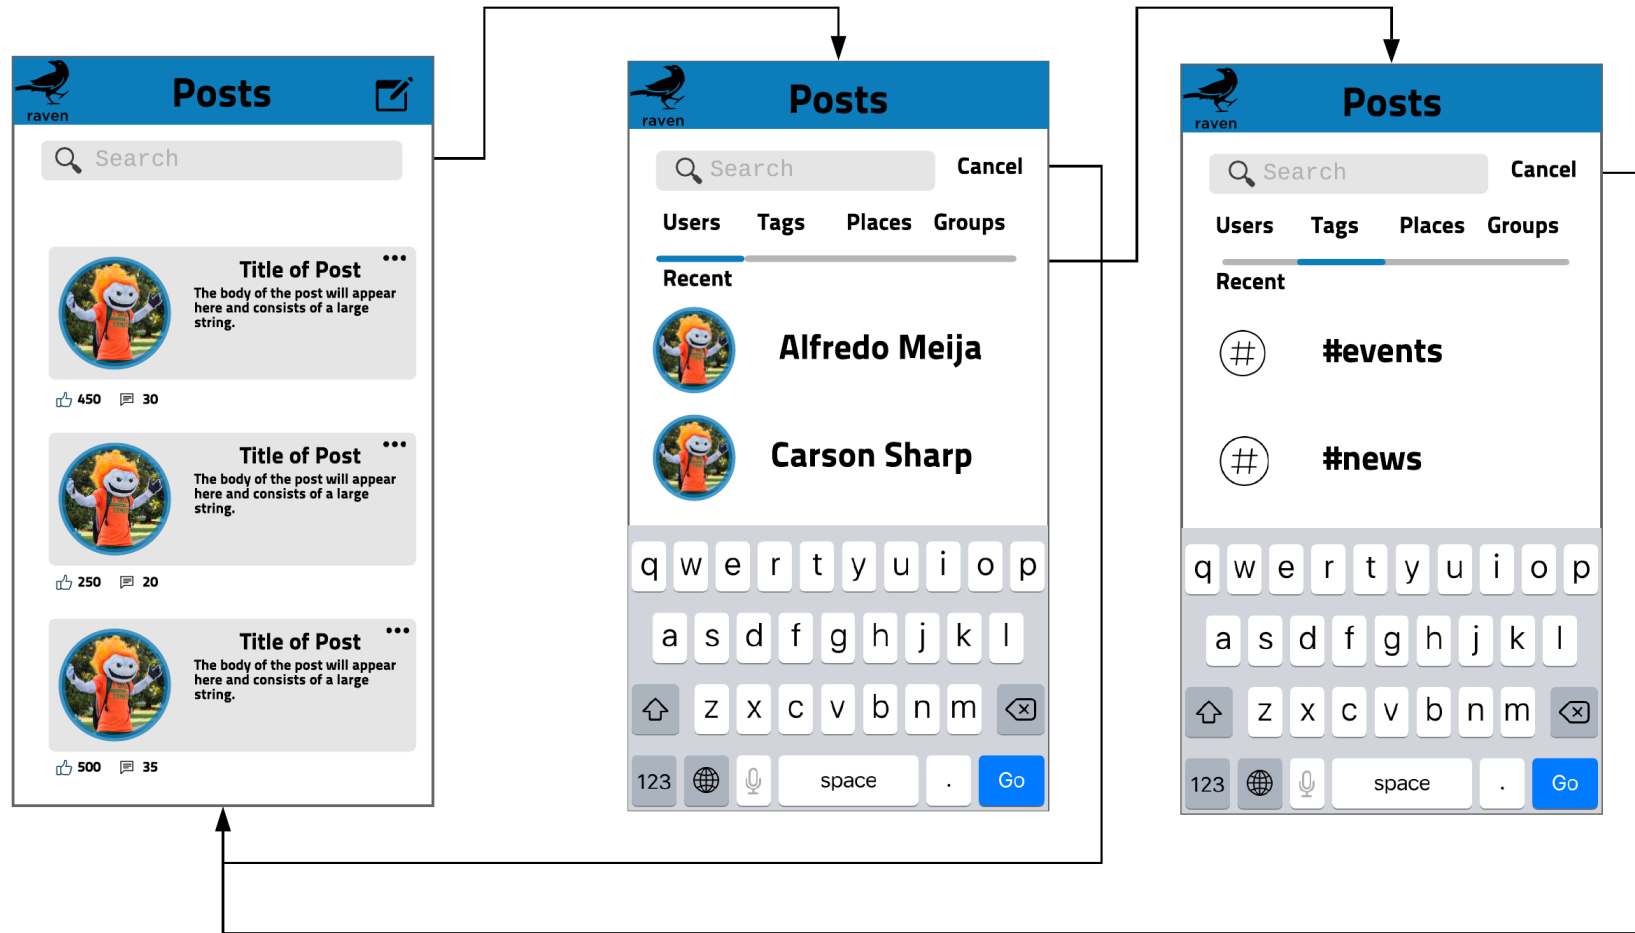 raven
Posts
Search
Title of Post
The body of the post will appear
here and consists of a large
string.
450 30
Title of Post
The body of the post will appear
here and consists of a large
string.
250 20
Title of Post
The body of the post will appear
here and consists of a large
string.
500 35
raven
Posts
Search Cancel
Users Tags Places Groups
Recent
Alfredo Meija
Carson Sharp
q w e r t y u i o p
a s d f g h j k l
z x c v b n m
123 space . Go
raven
Posts
Search Cancel
Users Tags Places Groups
Recent
# #events
# #news
q w e r t y u i o p
a s d f g h j k l
z x c v b n m
123 space . Go